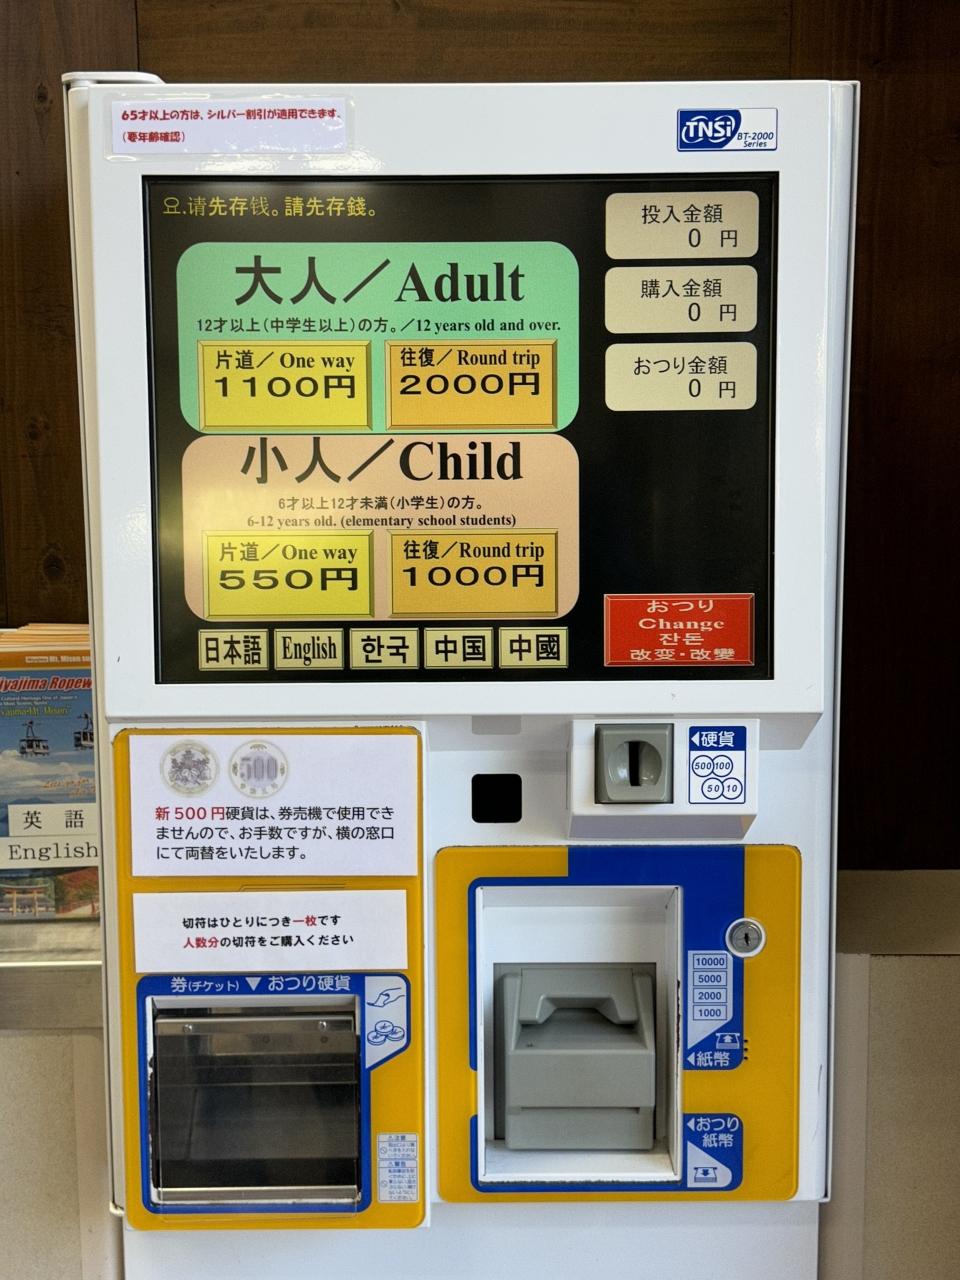 65才以上の方は、シルバー割引が適用できます。
(要年齢確認)
TNSi
BT-2000
Series
요.请先存钱。請先存錢。
大人／Adult
12才以上(中学生以上)の方。／12 years old and over.
片道／One way
1100円
往復／Round trip
2000円
小人／Child
6才以上12才未満(小学生)の方。
6-12 years old. (elementary school students)
片道／One way
550円
往復／Round trip
1000円
日本語
English
한국
中国
中國
投入金額
0 円
購入金額
0 円
おつり金額
0 円
おつり
Change
잔돈
改变·改變
iyajima Ropew
英 語
English
500
新500円硬貨は、券売機で使用でき
ませんので、お手数ですが、横の窓口
にて両替をいたします。
切符はひとりにつき一枚です
人数分の切符をご購入ください
券(チケット) ▼ おつり硬貨
◀硬貨
500 100
50 10
10000
5000
2000
1000
◀紙幣
◀おつり
紙幣